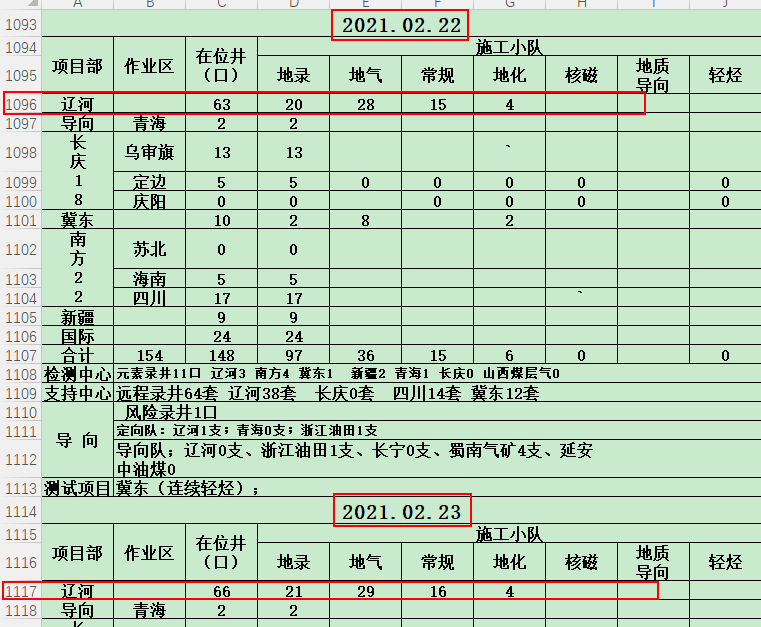 A B C D E F G H I J
1093 2021.02.22
1094 项目部 作业区 在位井（口） 施工小队
1095 地录 地气 常规 地化 核磁 地质导向 轻烃
1096 辽河 63 20 28 15 4
1097 导向 青海 2 2
1098 长庆18 乌审旗 13 13 `
1099 定边 5 5 0 0 0 0 0
1100 庆阳 0 0 0 0 0 0
1101 冀东 10 2 8 2
1102 南方22 苏北 0 0
1103 海南 5 5
1104 四川 17 17 `
1105 新疆 9 9
1106 国际 24 24
1107 合计 154 148 97 36 15 6 0 0
1108 检测中心 元素录井11口 辽河3 南方4 冀东1 新疆2 青海1 长庆0 山西煤层气0
1109 支持中心 远程录井64套 辽河38套 长庆0套 四川14套 冀东12套
1110 导 向 风险录井1口
1111 定向队：辽河1支；青海0支；浙江油田1支
1112 导向队；辽河0支、浙江油田1支、长宁0支、蜀南气矿4支、延安
中油煤0
1113 测试项目 冀东（连续轻烃）；
1114 2021.02.23
1115 项目部 作业区 在位井（口） 施工小队
1116 地录 地气 常规 地化 核磁 地质导向 轻烃
1117 辽河 66 21 29 16 4
1118 导向 青海 2 2